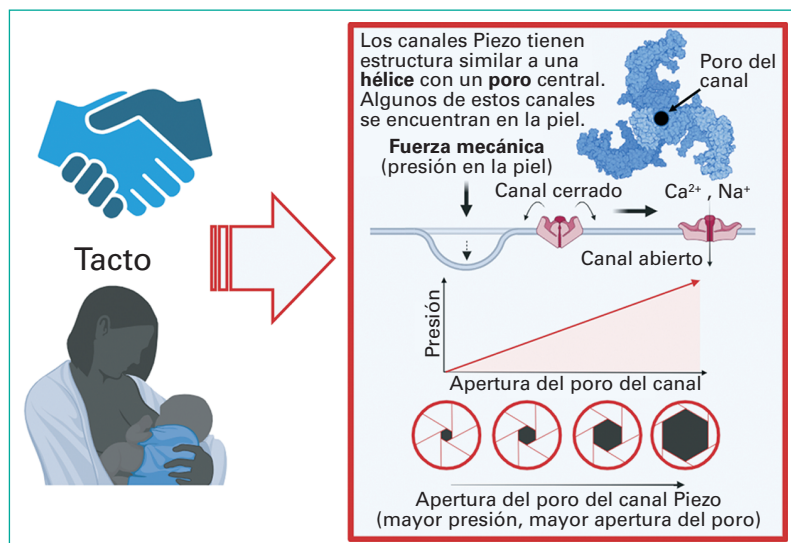 Tacto
Los canales Piezo tienen
estructura similar a una
hélice con un poro central.
Algunos de estos canales
se encuentran en la piel.
Poro del
canal
Fuerza mecánica
(presión en la piel)
Canal cerrado
Ca²⁺ , Na⁺
Canal abierto
Presión
Apertura del poro del canal
Apertura del poro del canal Piezo
(mayor presión, mayor apertura del poro)